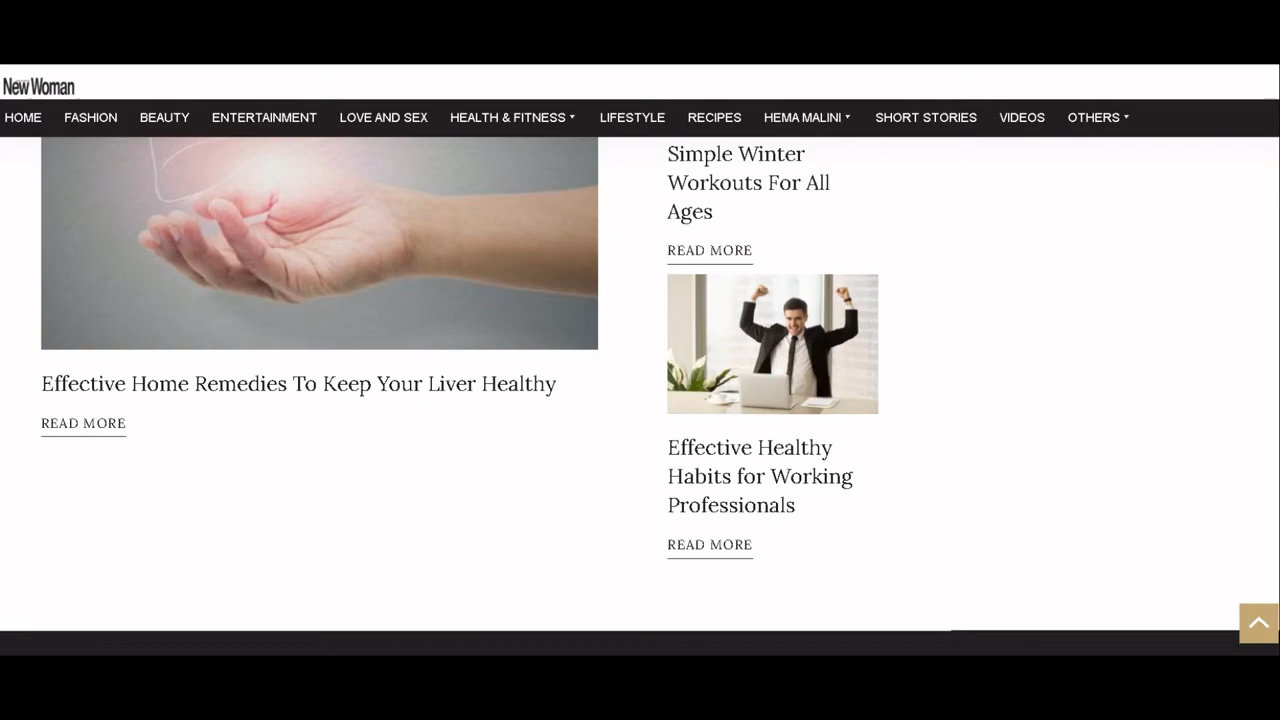 New Woman
HOME FASHION BEAUTY ENTERTAINMENT LOVE AND SEX HEALTH & FITNESS LIFESTYLE RECIPES HEMA MALINI SHORT STORIES VIDEOS OTHERS
Effective Home Remedies To Keep Your Liver Healthy
READ MORE
Simple Winter
Workouts For All
Ages
READ MORE
Effective Healthy
Habits for Working
Professionals
READ MORE